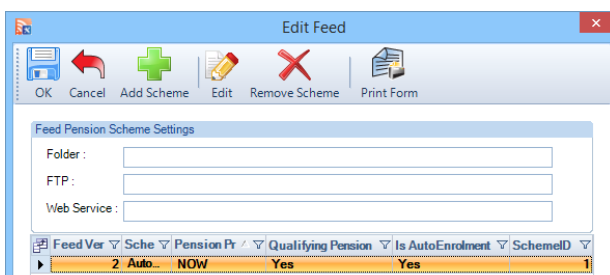 Edit Feed
OK Cancel Add Scheme Edit Remove Scheme Print Form
Feed Pension Scheme Settings
Folder :
FTP :
Web Service :
Feed Ver Sche Pension Pr Qualifying Pension Is AutoEnrolment SchemeID
2 Auto... NOW Yes Yes 1